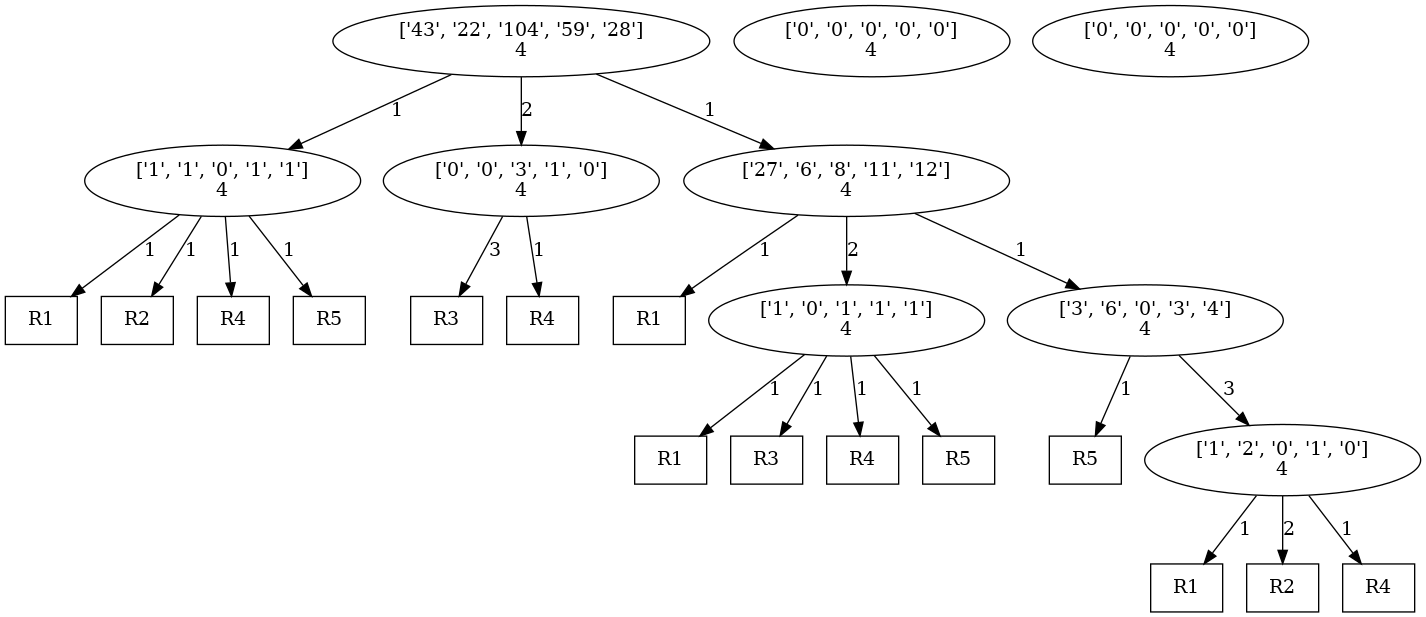 ['43', '22', '104', '59', '28']
4
['0', '0', '0', '0', '0']
4
['0', '0', '0', '0', '0']
4
1
2
1
['1', '1', '0', '1', '1']
4
['0', '0', '3', '1', '0']
4
['27', '6', '8', '11', '12']
4
1
1
1
1
3
1
1
2
1
R1
R2
R4
R5
R3
R4
R1
['1', '0', '1', '1', '1']
4
['3', '6', '0', '3', '4']
4
1
1
1
1
1
3
R1
R3
R4
R5
R5
['1', '2', '0', '1', '0']
4
1
2
1
R1
R2
R4